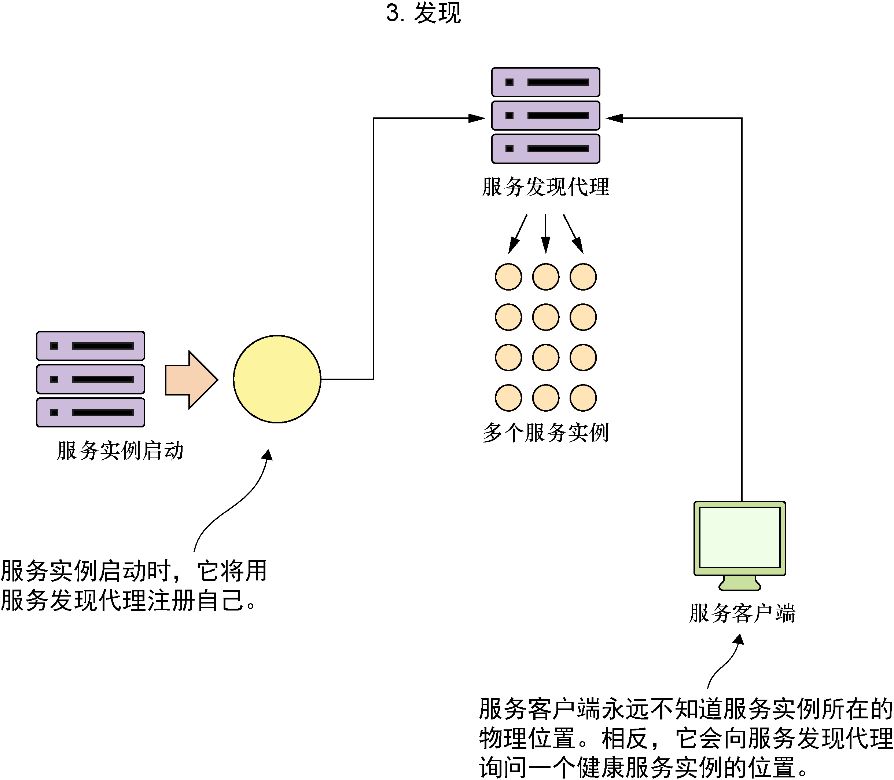 3. 发现
服务发现代理
多个服务实例
服务实例启动
服务实例启动时，它将用
服务发现代理注册自己。
服务客户端
服务客户端永远不知道服务实例所在的
物理位置。相反，它会向服务发现代理
询问一个健康服务实例的位置。